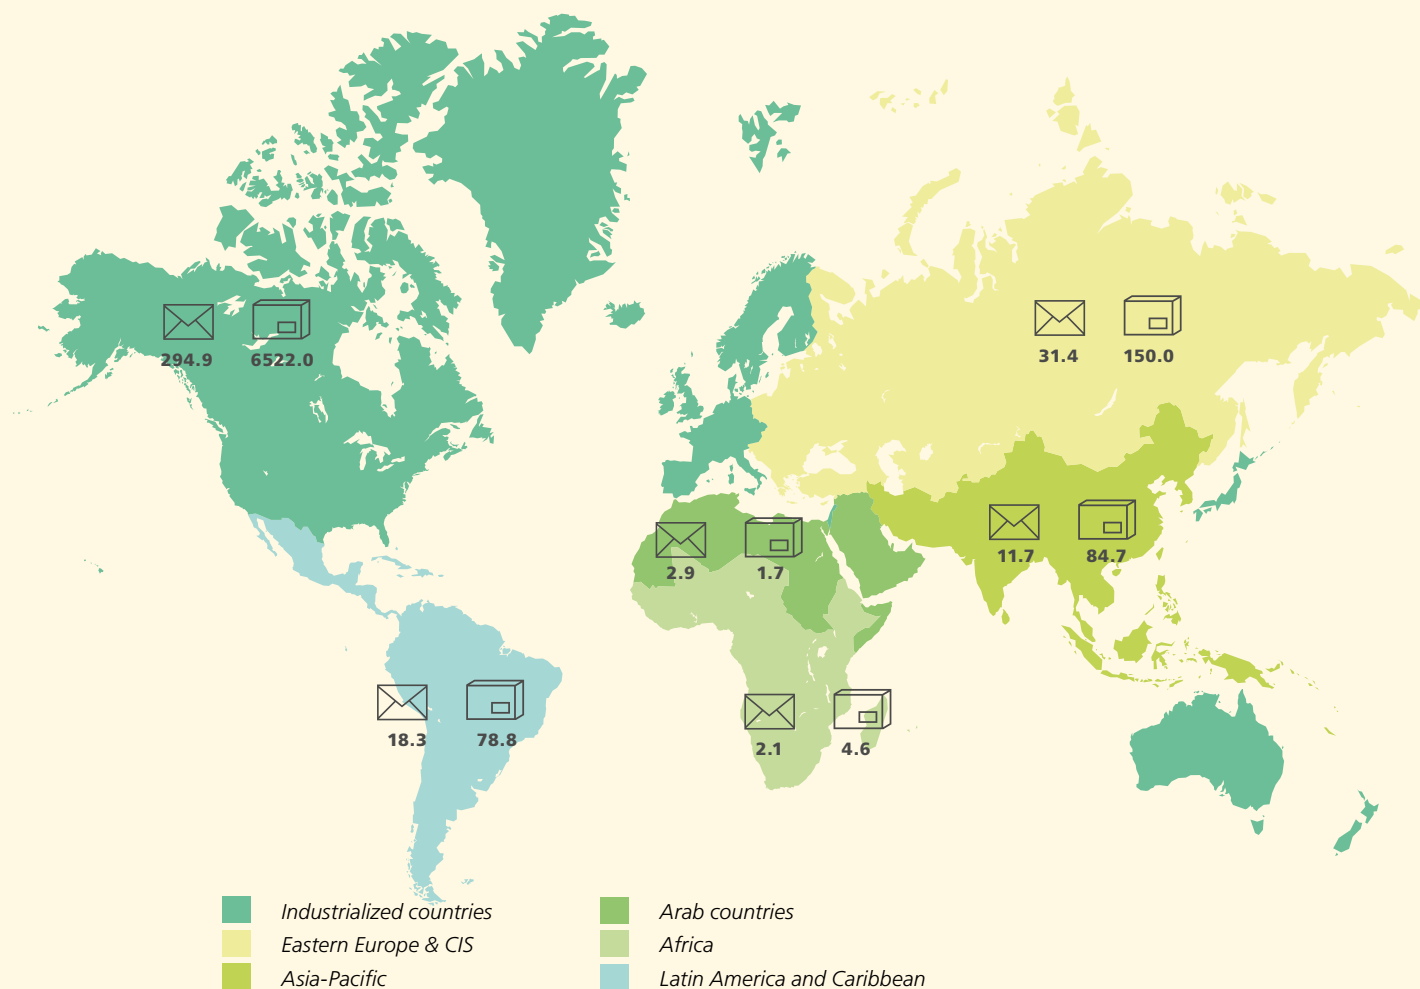 294.9 6522.0
31.4 150.0
2.9 1.7
11.7 84.7
18.3 78.8
2.1 4.6
Industrialized countries
Eastern Europe & CIS
Asia-Pacific
Arab countries
Africa
Latin America and Caribbean